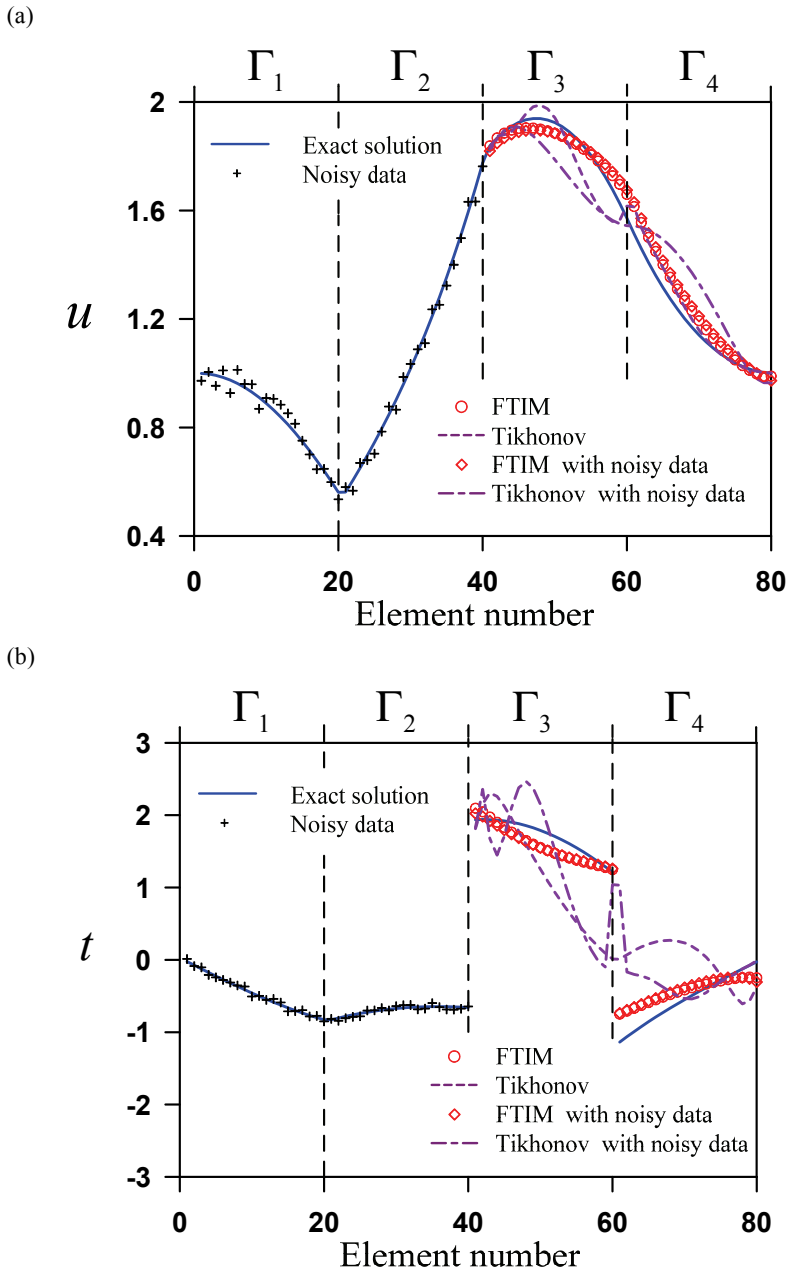 (a)
Γ1 Γ2 Γ3 Γ4
2
Exact solution
Noisy data
1.6
u
1.2
0.8
FTIM
Tikhonov
FTIM with noisy data
Tikhonov with noisy data
0.4
0 20 40 60 80
Element number
(b)
Γ1 Γ2 Γ3 Γ4
3
Exact solution
Noisy data
2
1
t
0
-1
FTIM
Tikhonov
FTIM with noisy data
Tikhonov with noisy data
-2
-3
0 20 40 60 80
Element number